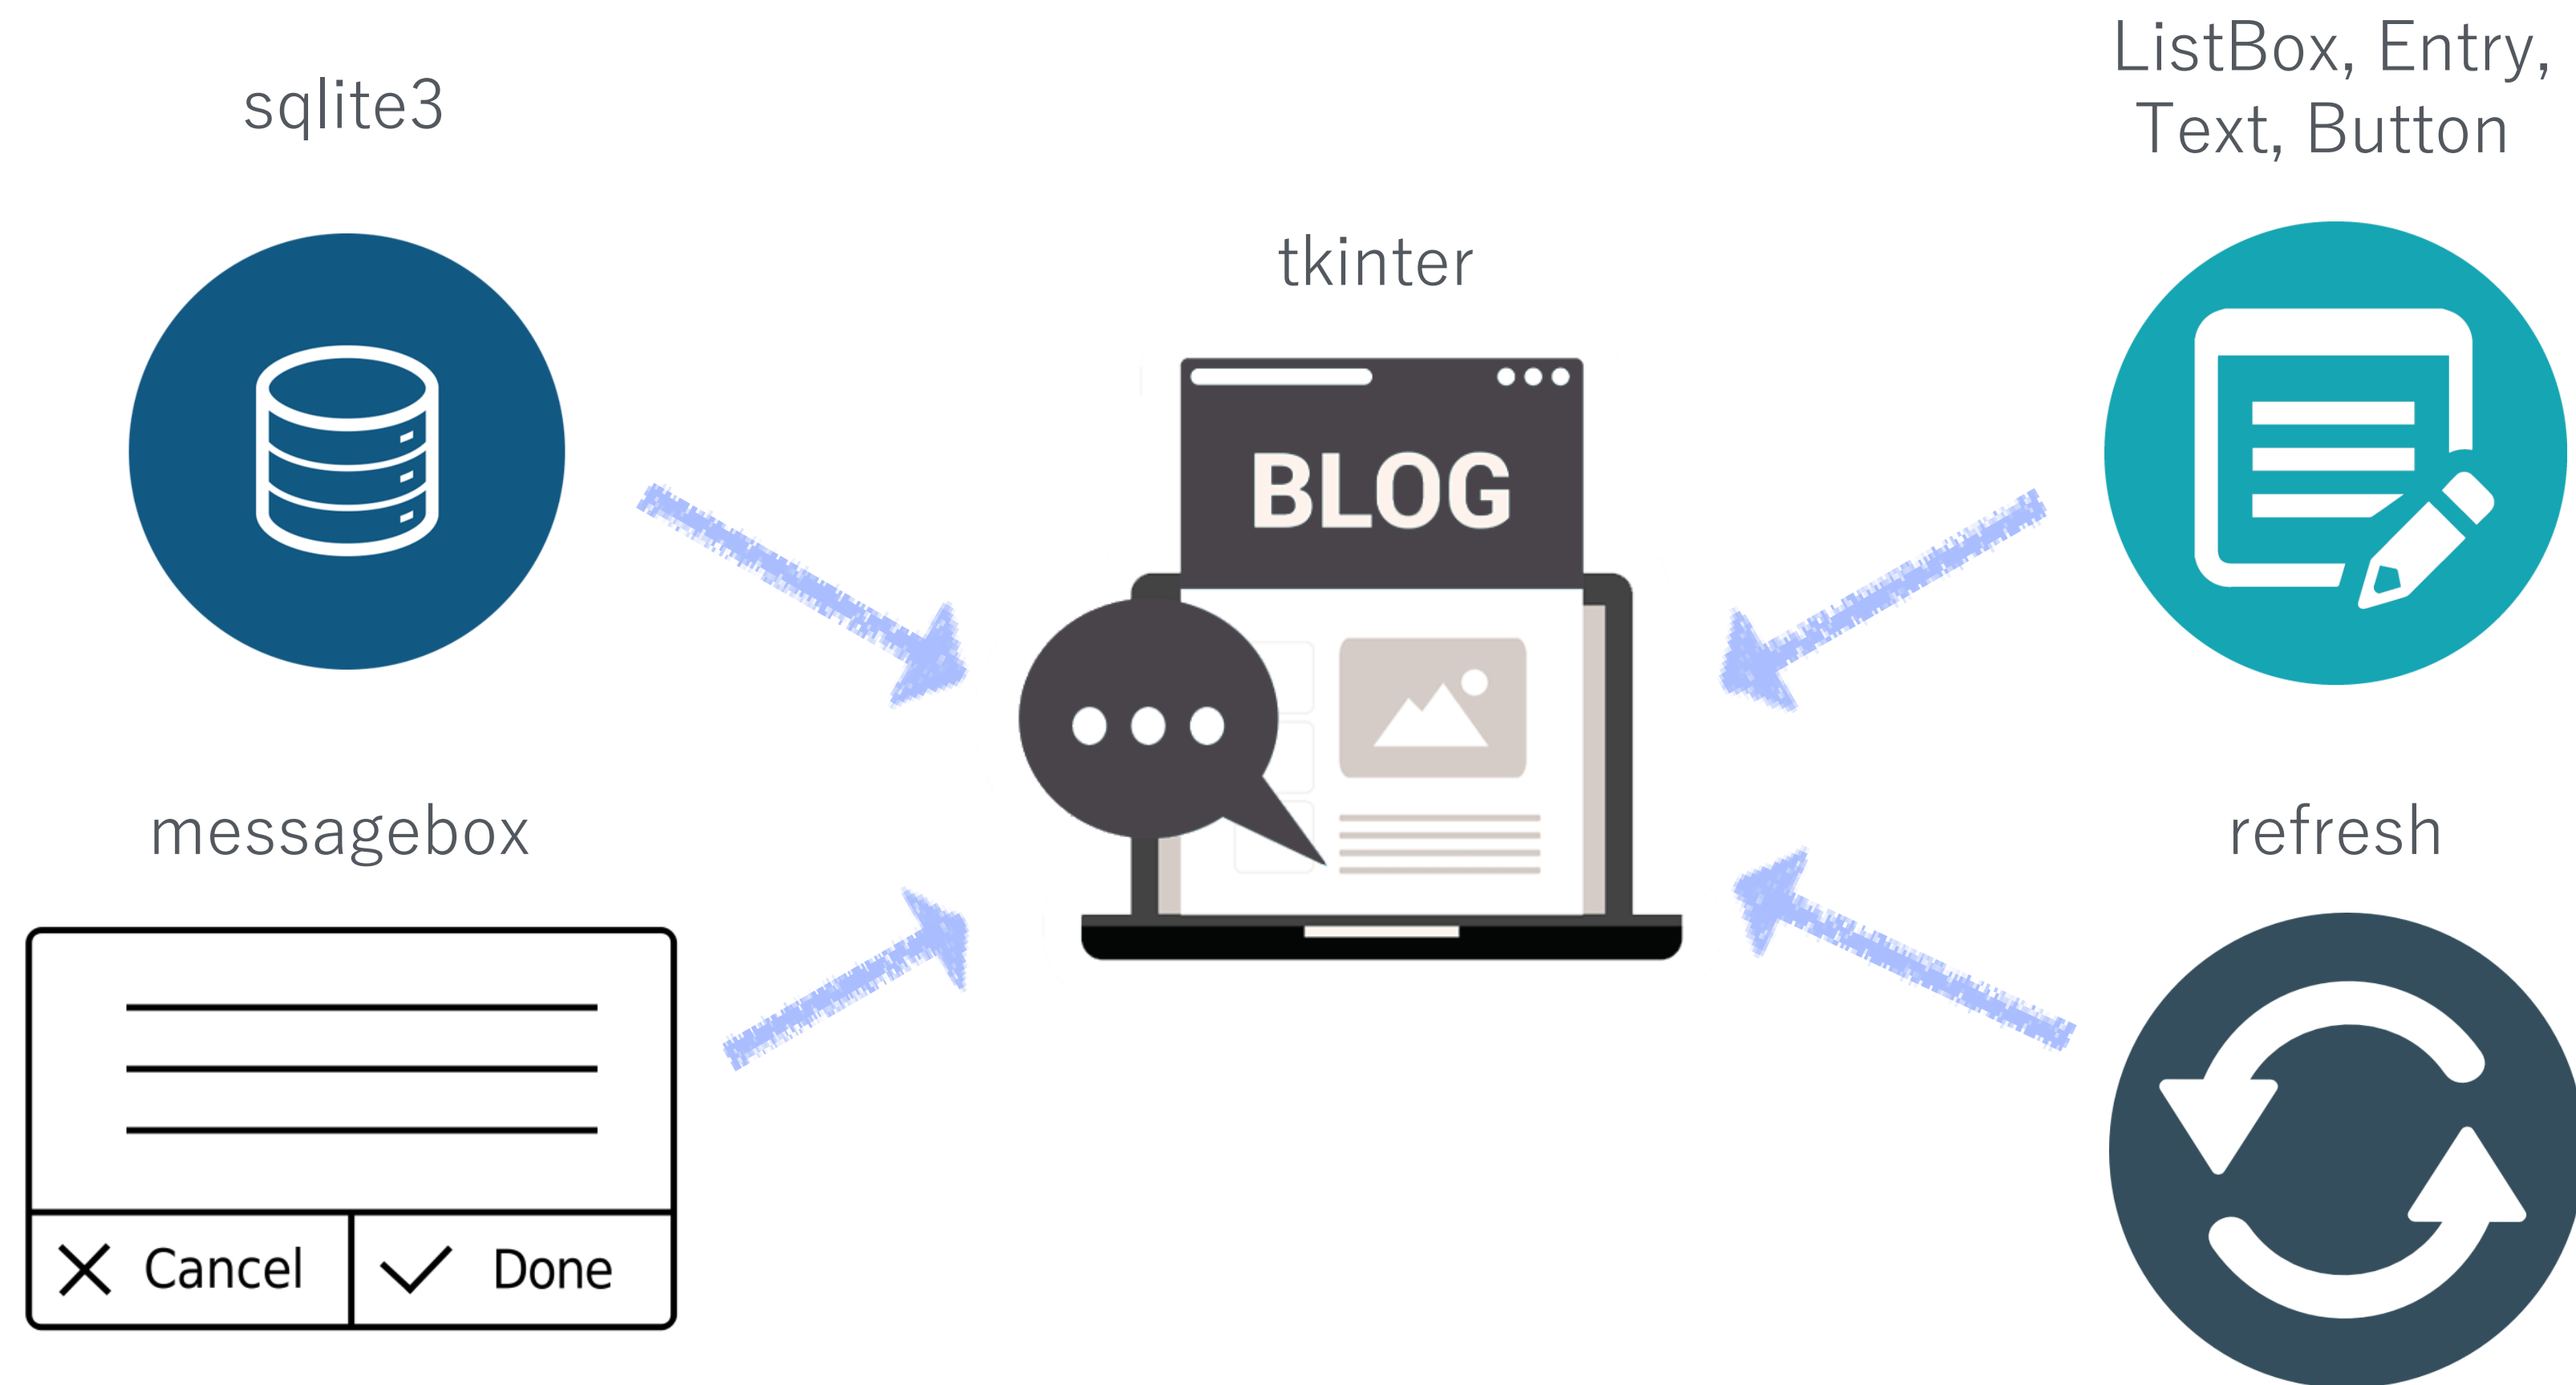 sqlite3
ListBox, Entry,
Text, Button
tkinter
BLOG
messagebox
refresh
Cancel
Done